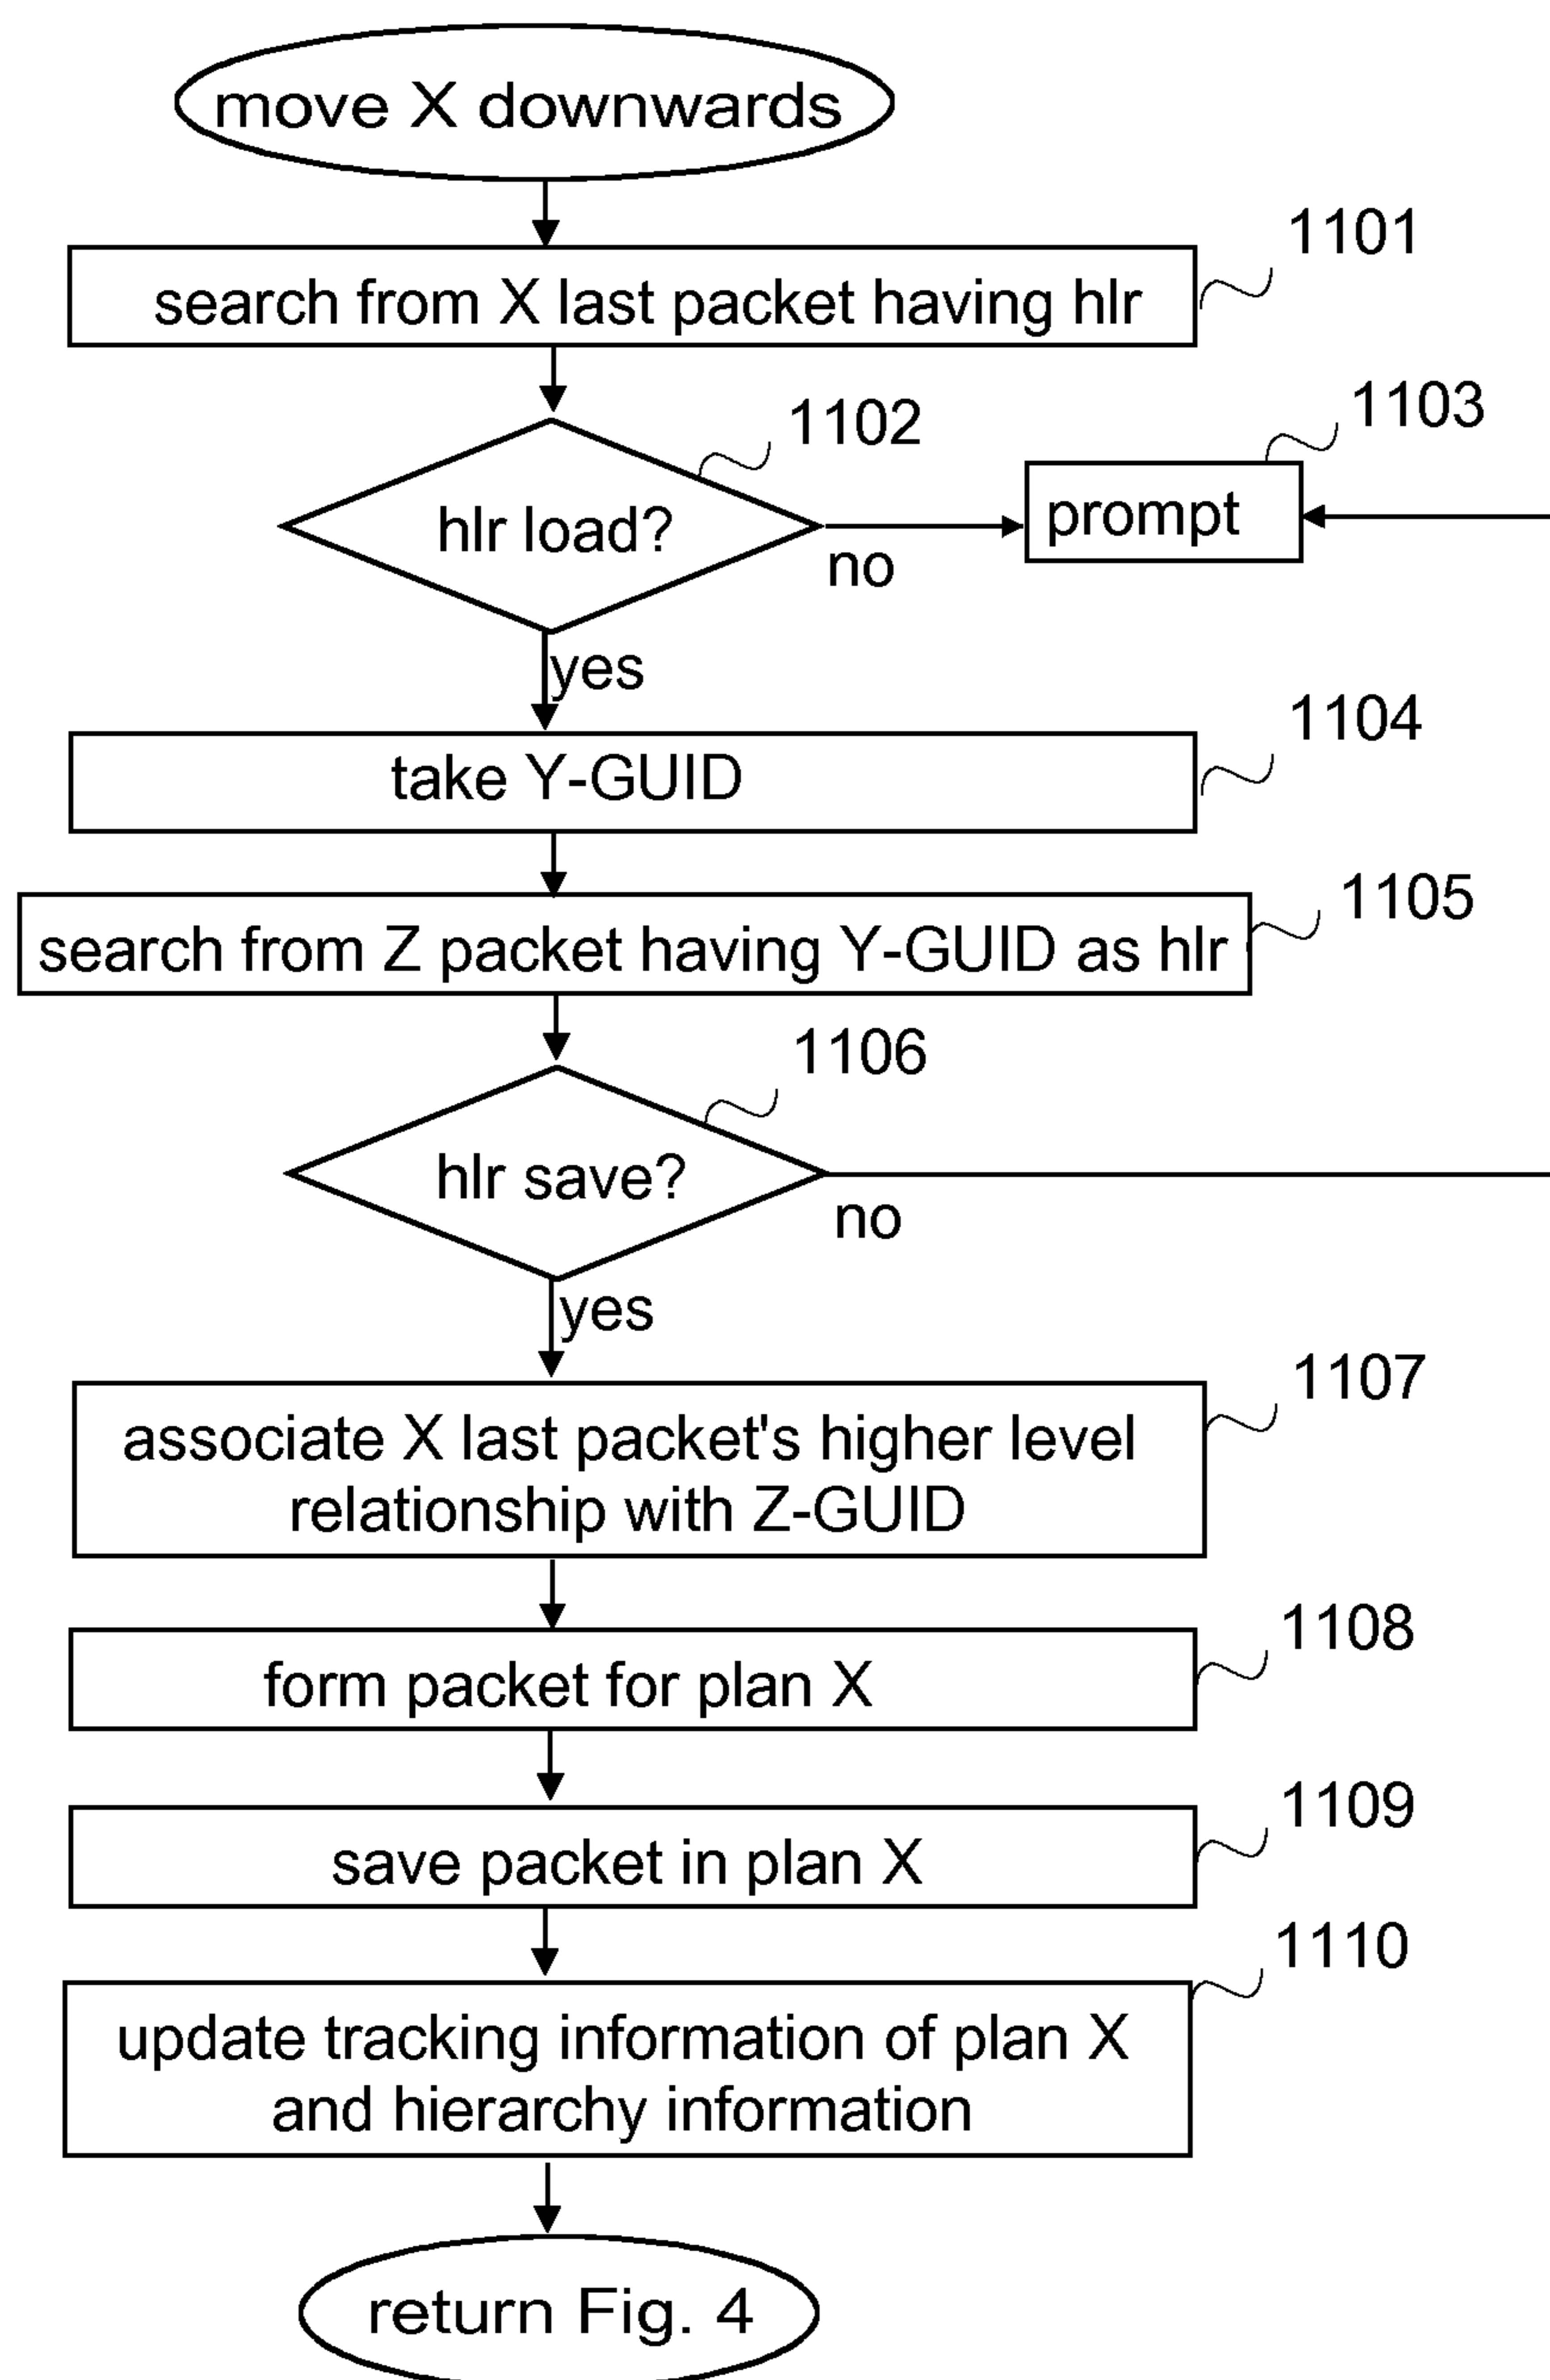 move X downwards
1101
search from X last packet having hlr
1102
1103
hlr load?
prompt
no
yes
1104
take Y-GUID
1105
search from Z packet having Y-GUID as hlr
1106
hlr save?
no
yes
1107
associate X last packet's higher level
relationship with Z-GUID
1108
form packet for plan X
1109
save packet in plan X
1110
update tracking information of plan X
and hierarchy information
return Fig. 4